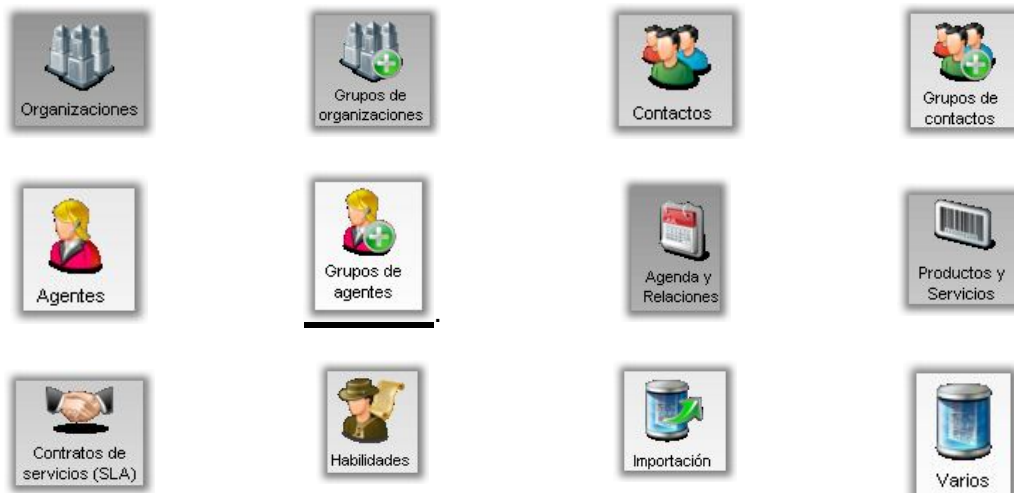 Organizaciones
Grupos de
organizaciones
Contactos
Grupos de
contactos
Agentes
Grupos de
agentes
.
Agenda y
Relaciones
Productos y
Servicios
Contratos de
servicios (SLA)
Habilidades
Importación
Varios